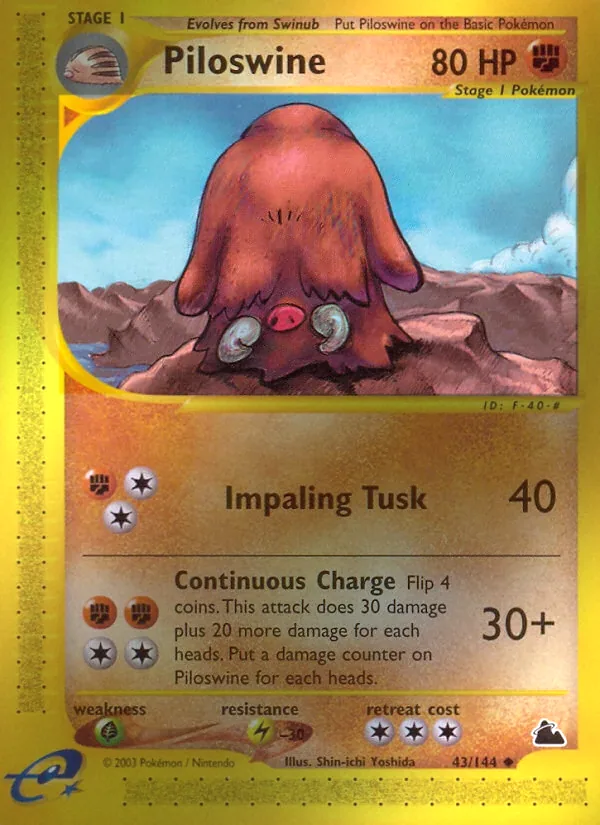 STAGE 1
Evolves from Swinub Put Piloswine on the Basic Pokémon
Piloswine 80 HP
Stage 1 Pokémon
ID: F-40-#
Impaling Tusk 40
Continuous Charge Flip 4
coins. This attack does 30 damage
plus 20 more damage for each
heads. Put a damage counter on
Piloswine for each heads.
30+
weakness resistance retreat cost
-30
© 2003 Pokémon / Nintendo Illus. Shin-ichi Yoshida 43/144
e